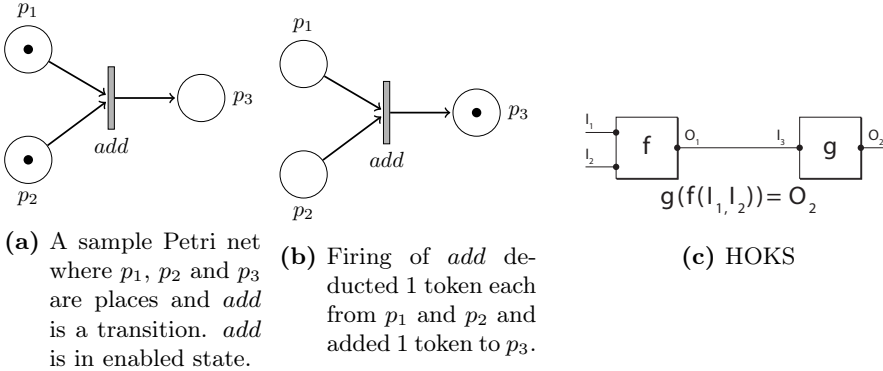 p1
p2
add
p3
(a) A sample Petri net
where p1, p2 and p3
are places and add
is a transition. add
is in enabled state.
p1
p2
add
p3
(b) Firing of add de-
ducted 1 token each
from p1 and p2 and
added 1 token to p3.
I1
I2
f
O1
I3
g
O2
g(f(I1,I2))= O2
(c) HOKS